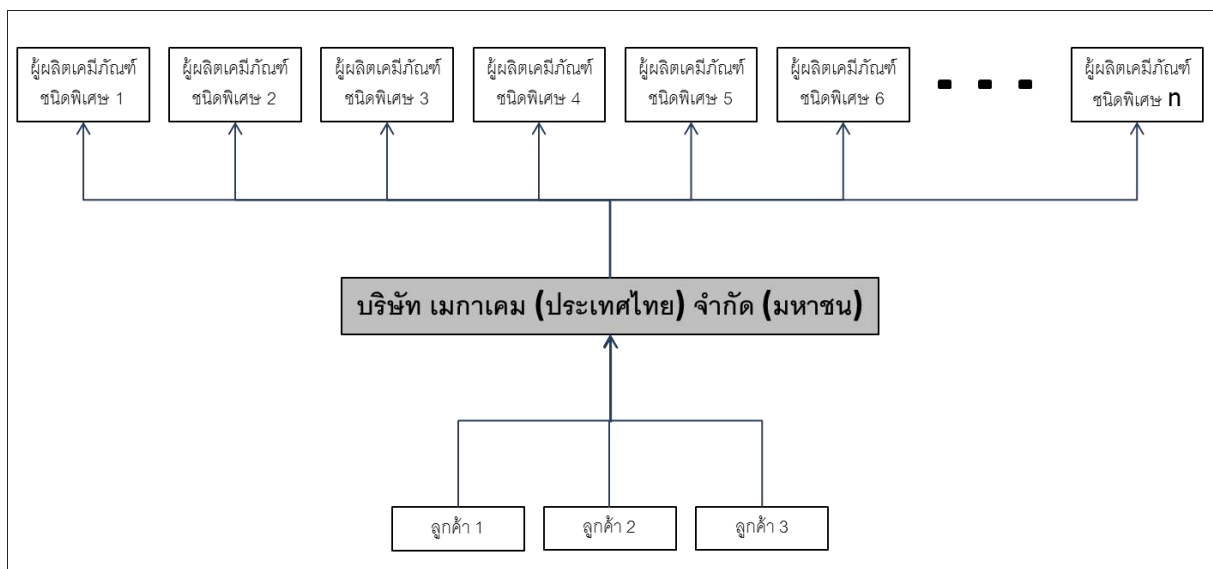 ผู้ผลิตเคมีภัณฑ์
ชนิดพิเศษ 1
ผู้ผลิตเคมีภัณฑ์
ชนิดพิเศษ 2
ผู้ผลิตเคมีภัณฑ์
ชนิดพิเศษ 3
ผู้ผลิตเคมีภัณฑ์
ชนิดพิเศษ 4
ผู้ผลิตเคมีภัณฑ์
ชนิดพิเศษ 5
ผู้ผลิตเคมีภัณฑ์
ชนิดพิเศษ 6
- - -
ผู้ผลิตเคมีภัณฑ์
ชนิดพิเศษ n
บริษัท เมกาเคม (ประเทศไทย) จำกัด (มหาชน)
ลูกค้า 1
ลูกค้า 2
ลูกค้า 3